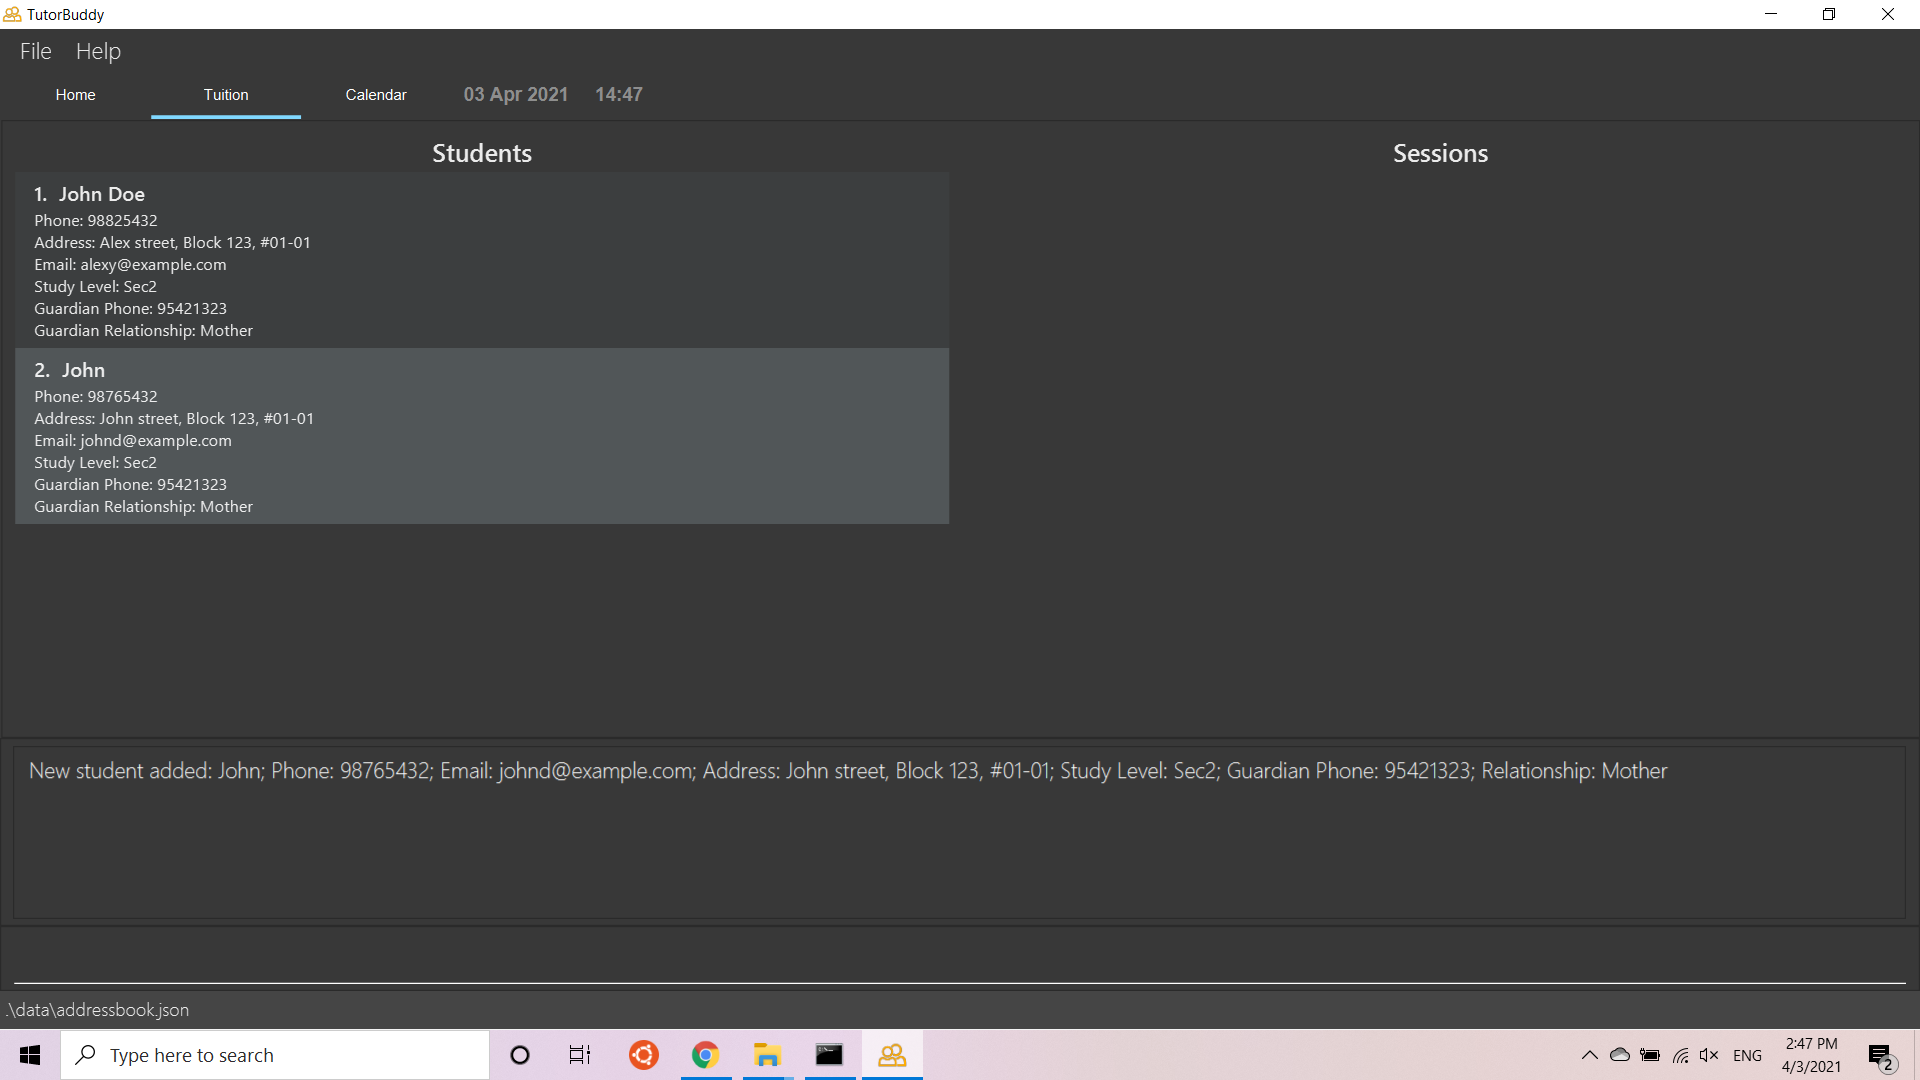 TutorBuddy
File Help
Home Tuition Calendar 03 Apr 2021 14:47
Students
1. John Doe
Phone: 98825432
Address: Alex street, Block 123, #01-01
Email: alexy@example.com
Study Level: Sec2
Guardian Phone: 95421323
Guardian Relationship: Mother
2. John
Phone: 98765432
Address: John street, Block 123, #01-01
Email: johnd@example.com
Study Level: Sec2
Guardian Phone: 95421323
Guardian Relationship: Mother
Sessions
New student added: John; Phone: 98765432; Email: johnd@example.com; Address: John street, Block 123, #01-01; Study Level: Sec2; Guardian Phone: 95421323; Relationship: Mother
.\data\addressbook.json
Type here to search
ENG
2:47 PM
4/3/2021
2